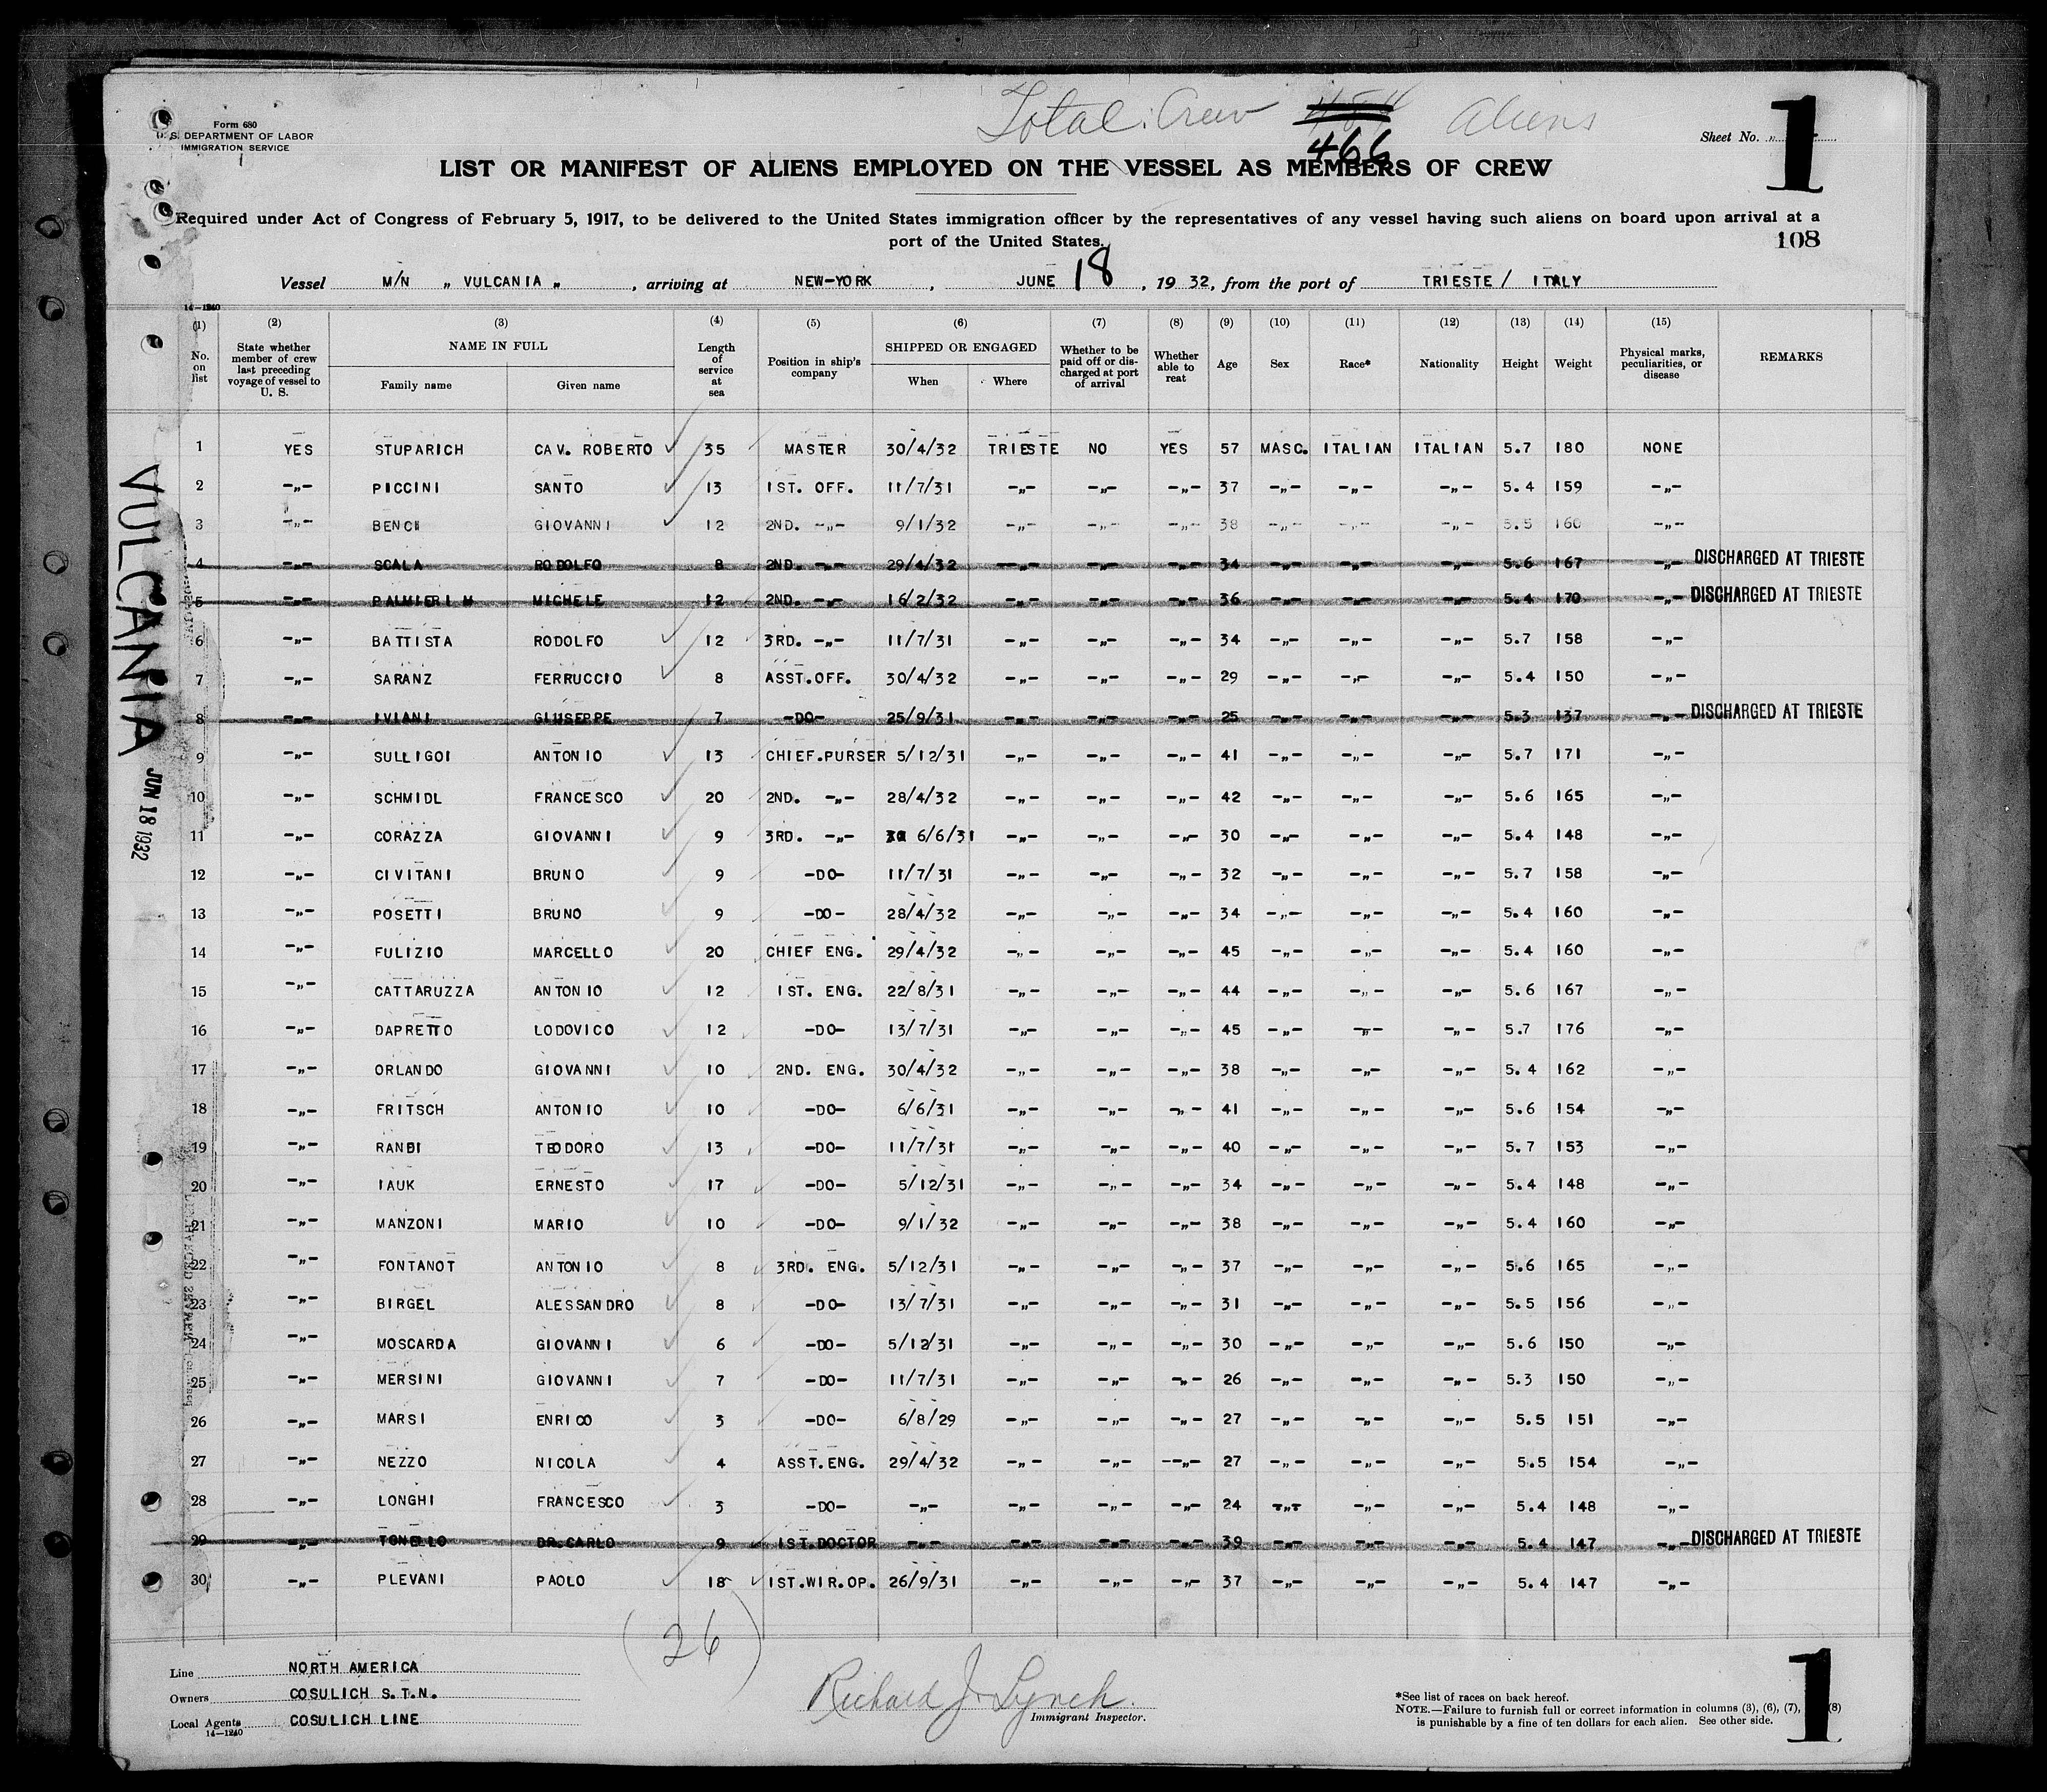 Total Crew 466 Aliens
Form 680
U. S. DEPARTMENT OF LABOR
IMMIGRATION SERVICE
Sheet No. 1
LIST OR MANIFEST OF ALIENS EMPLOYED ON THE VESSEL AS MEMBERS OF CREW
Required under Act of Congress of February 5, 1917, to be delivered to the United States immigration officer by the representatives of any vessel having such aliens on board upon arrival at a
port of the United States.
108
Vessel M/N „ VULCANIA „ , arriving at NEW-YORK , JUNE 18 , 19 32, from the port of TRIESTE / ITALY
14—1240
(1) No. on list (2) State whether member of crew last preceding voyage of vessel to U. S. (3) NAME IN FULL Family name Given name (4) Length of service at sea (5) Position in ship's company (6) SHIPPED OR ENGAGED When Where (7) Whether to be paid off or discharged at port of arrival (8) Whether able to reat (9) Age (10) Sex (11) Race* (12) Nationality (13) Height (14) Weight (15) Physical marks, peculiarities, or disease REMARKS
1 YES STUPARICH CAV. ROBERTO 35 MASTER 30/4/32 TRIESTE NO YES 57 MASC. ITALIAN ITALIAN 5.7 180 NONE
2 -„- PICCINI SANTO 13 1ST. OFF. 11/7/31 -„- -„- -„- 37 -„- -„- -„- 5.4 159 -„-
3 -„- BENCI GIOVANNI 12 2ND. -„- 9/1/32 -„- -„- -„- 38 -„- -„- -„- 5.5 160 -„-
4 -„- SCALA RODOLFO 8 2ND. -„- 29/4/32 -„- -„- -„- 34 -„- -„- -„- 5.6 167 -„- DISCHARGED AT TRIESTE
5 -„- PALMIERI M MICHELE 12 2ND. -„- 16/2/32 -„- -„- -„- 36 -„- -„- -„- 5.4 170 -„- DISCHARGED AT TRIESTE
6 -„- BATTISTA RODOLFO 12 3RD. -„- 11/7/31 -„- -„- -„- 34 -„- -„- -„- 5.7 158 -„-
7 -„- SARANZ FERRUCCIO 8 ASST.OFF. 30/4/32 -„- -„- -„- 29 -„- -„- -„- 5.4 150 -„-
8 -„- IVIANI GIUSEPPE 7 -DO- 25/9/31 -„- -„- -„- 25 -„- -„- -„- 5.3 137 -„- DISCHARGED AT TRIESTE
9 -„- SULLIGOI ANTONIO 13 CHIEF.PURSER 5/12/31 -„- -„- -„- 41 -„- -„- -„- 5.7 171 -„-
10 -„- SCHMIDL FRANCESCO 20 2ND. -„- 28/4/32 -„- -„- -„- 42 -„- -„- -„- 5.6 165 -„-
11 -„- CORAZZA GIOVANNI 9 3RD. -„- 6/6/31 -„- -„- -„- 30 -„- -„- -„- 5.4 148 -„-
12 -„- CIVITANI BRUNO 9 -DO- 11/7/31 -„- -„- -„- 32 -„- -„- -„- 5.7 158 -„-
13 -„- POSETTI BRUNO 9 -DO- 28/4/32 -„- -„- -„- 34 -„- -„- -„- 5.4 160 -„-
14 -„- FULIZIO MARCELLO 20 CHIEF ENG. 29/4/32 -„- -„- -„- 45 -„- -„- -„- 5.4 160 -„-
15 -„- CATTARUZZA ANTONIO 12 1ST. ENG. 22/8/31 -„- -„- -„- 44 -„- -„- -„- 5.6 167 -„-
16 -„- DAPRETTO LODOVICO 12 -DO- 13/7/31 -„- -„- -„- 45 -„- -„- -„- 5.7 176 -„-
17 -„- ORLANDO GIOVANNI 10 2ND. ENG. 30/4/32 -„- -„- -„- 38 -„- -„- -„- 5.4 162 -„-
18 -„- FRITSCH ANTONIO 10 -DO- 6/6/31 -„- -„- -„- 41 -„- -„- -„- 5.6 154 -„-
19 -„- RANDI TEODORO 13 -DO- 11/7/31 -„- -„- -„- 40 -„- -„- -„- 5.7 153 -„-
20 -„- IAUK ERNESTO 17 -DO- 5/12/31 -„- -„- -„- 34 -„- -„- -„- 5.4 148 -„-
21 -„- MANZONI MARIO 10 -DO- 9/1/32 -„- -„- -„- 38 -„- -„- -„- 5.4 160 -„-
22 -„- FONTANOT ANTONIO 8 3RD. ENG. 5/12/31 -„- -„- -„- 37 -„- -„- -„- 5.6 165 -„-
23 -„- BIRGEL ALESSANDRO 8 -DO- 13/7/31 -„- -„- -„- 31 -„- -„- -„- 5.5 156 -„-
24 -„- MOSCARDA GIOVANNI 6 -DO- 5/12/31 -„- -„- -„- 30 -„- -„- -„- 5.6 150 -„-
25 -„- MERSINI GIOVANNI 7 -DO- 11/7/31 -„- -„- -„- 26 -„- -„- -„- 5.3 150 -„-
26 -„- MARSI ENRICO 3 -DO- 6/8/29 -„- -„- -„- 27 -„- -„- -„- 5.5 151 -„-
27 -„- NEZZO NICOLA 4 ASST.ENG. 29/4/32 -„- -„- --„- 27 -„- -„- -„- 5.5 154 -„-
28 -„- LONGHI FRANCESCO 3 -DO- -„- -„- -„- -„- 24 -„- -„- -„- 5.4 148 -„-
29 -„- TONELLO DR.CARLO 9 1ST.DOCTOR -„- -„- -„- -„- 39 -„- -„- -„- 5.4 147 -„- DISCHARGED AT TRIESTE
30 -„- PLEVANI PAOLO 18 1ST.WIR.OP. 26/9/31 -„- -„- -„- 37 -„- -„- -„- 5.4 147 -„-
VULCANIA
JUN 18 1932
(26)
Line NORTH AMERICA
Owners COSULICH S.T.N.
Local Agents COSULICH LINE
14—1240
Richard J. Lynch.
Immigrant Inspector.
*See list of races on back hereof.
NOTE.—Failure to furnish full or correct information in columns (3), (6), (7), (8)
is punishable by a fine of ten dollars for each alien. See other side.
1